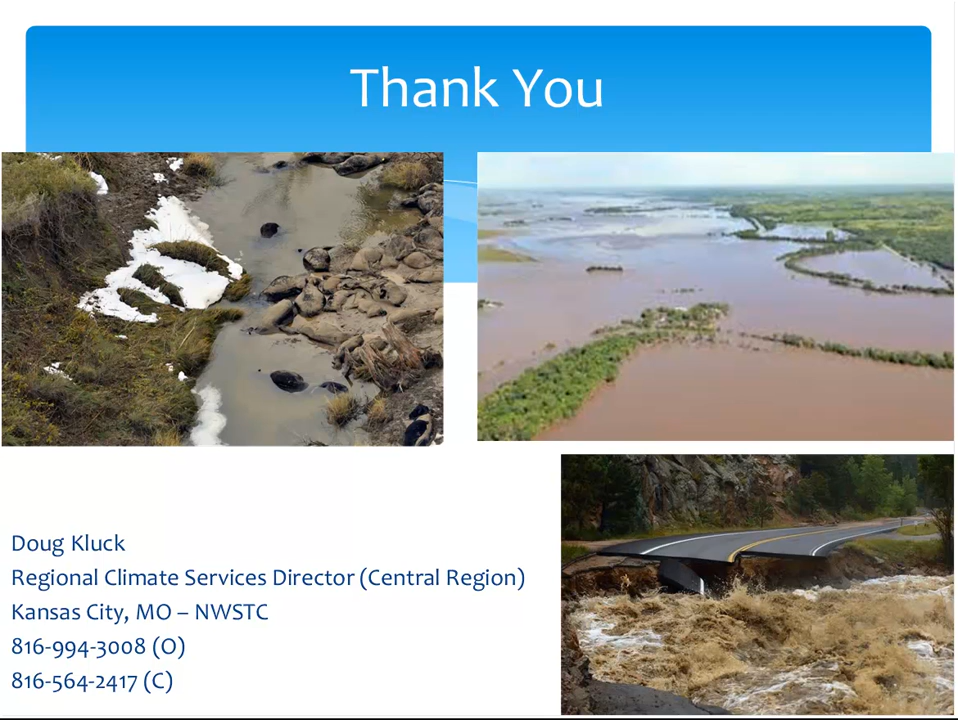 Thank You
Doug Kluck
Regional Climate Services Director (Central Region)
Kansas City, MO – NWSTC
816-994-3008 (O)
816-564-2417 (C)